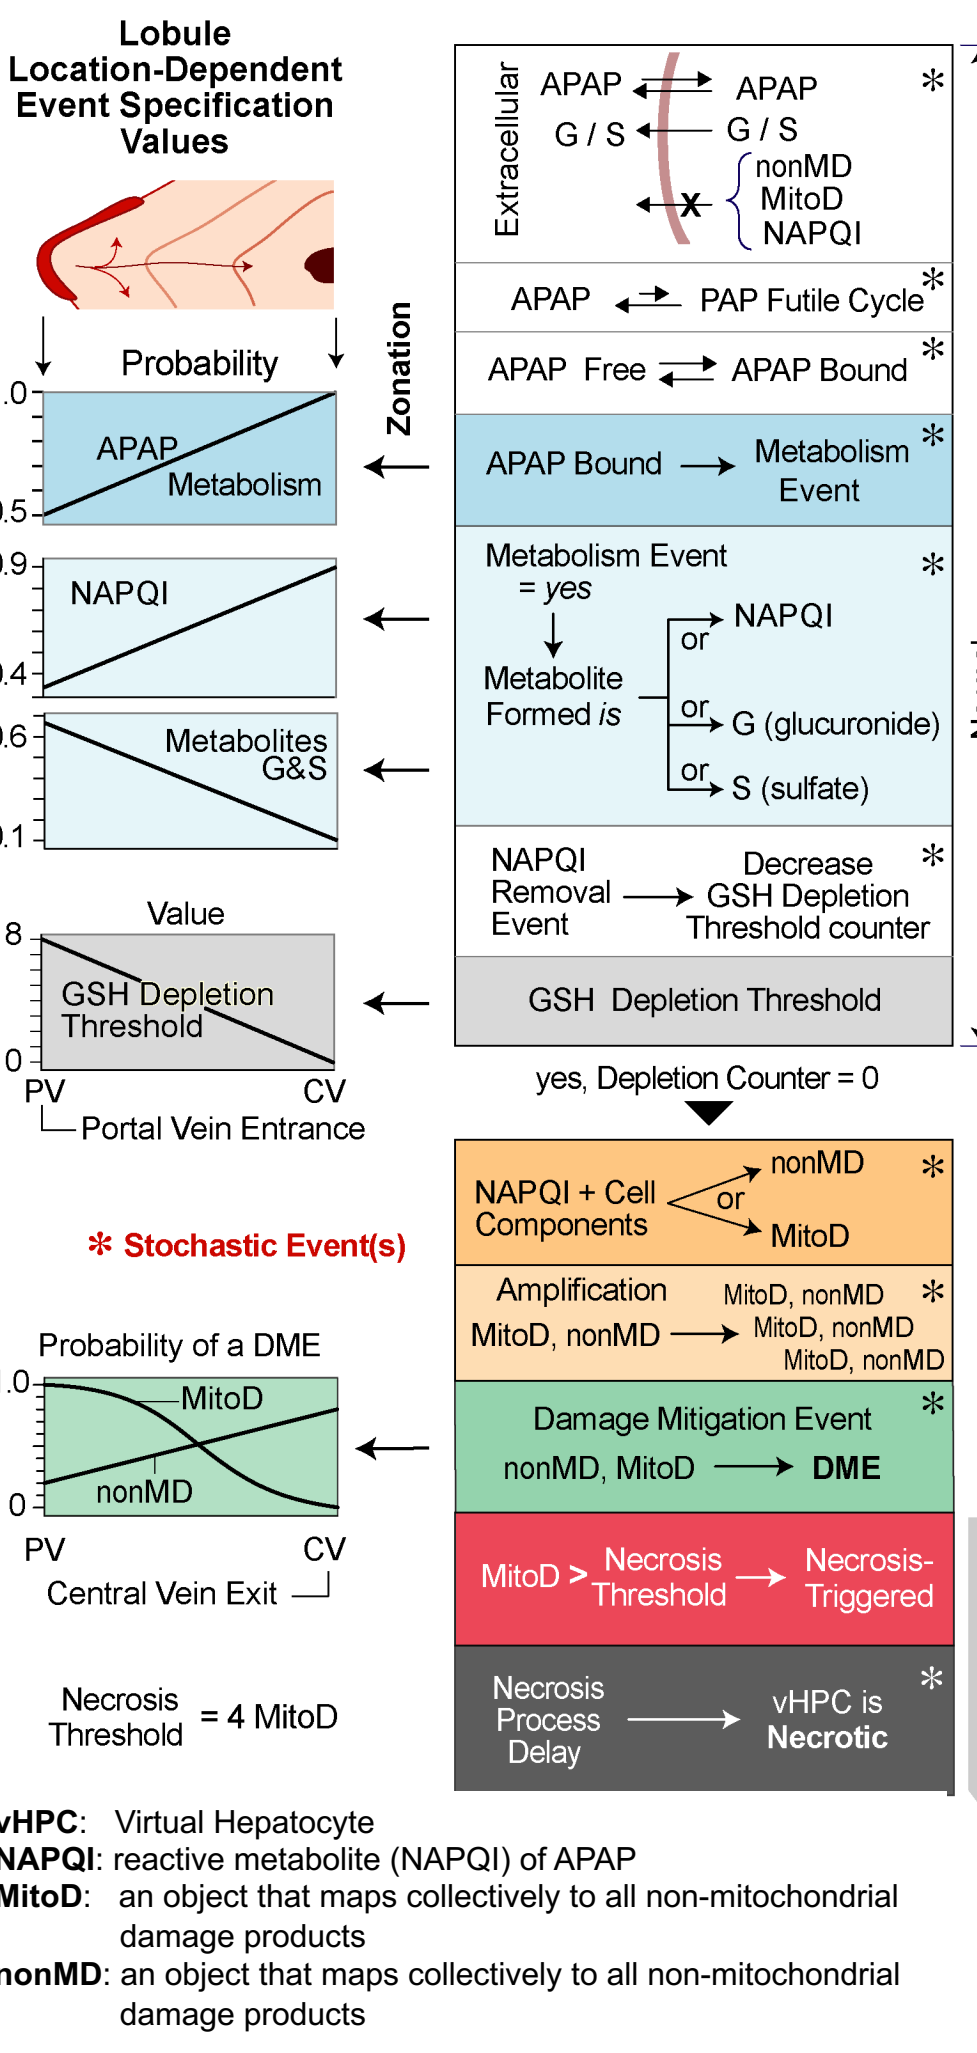 Lobule
Location-Dependent
Event Specification
Values
Probability
.0
APAP
Metabolism
0.5
0.9
NAPQI
0.4
0.6
Metabolites
G&S
0.1
Value
8
GSH Depletion
Threshold
0
PV CV
Portal Vein Entrance
* Stochastic Event(s)
Probability of a DME
1.0
MitoD
nonMD
0
PV CV
Central Vein Exit
Necrosis
Threshold = 4 MitoD
Zonation
Extracellular
APAP APAP *
G / S G / S
nonMD
X MitoD
NAPQI
APAP PAP Futile Cycle *
APAP Free APAP Bound *
APAP Bound Metabolism *
Event
Metabolism Event *
= yes
NAPQI
or
Metabolite
Formed is
or G (glucuronide)
or S (sulfate)
NAPQI Decrease *
Removal GSH Depletion
Event Threshold counter
GSH Depletion Threshold
yes, Depletion Counter = 0
nonMD *
NAPQI + Cell or
Components
MitoD
Amplification MitoD, nonMD *
MitoD, nonMD MitoD, nonMD
MitoD, nonMD
Damage Mitigation Event *
nonMD, MitoD DME
MitoD > Necrosis Necrosis-
Threshold Triggered
Necrosis vHPC is *
Process Necrotic
Delay
vHPC: Virtual Hepatocyte
NAPQI: reactive metabolite (NAPQI) of APAP
MitoD: an object that maps collectively to all non-mitochondrial
damage products
nonMD: an object that maps collectively to all non-mitochondrial
damage products